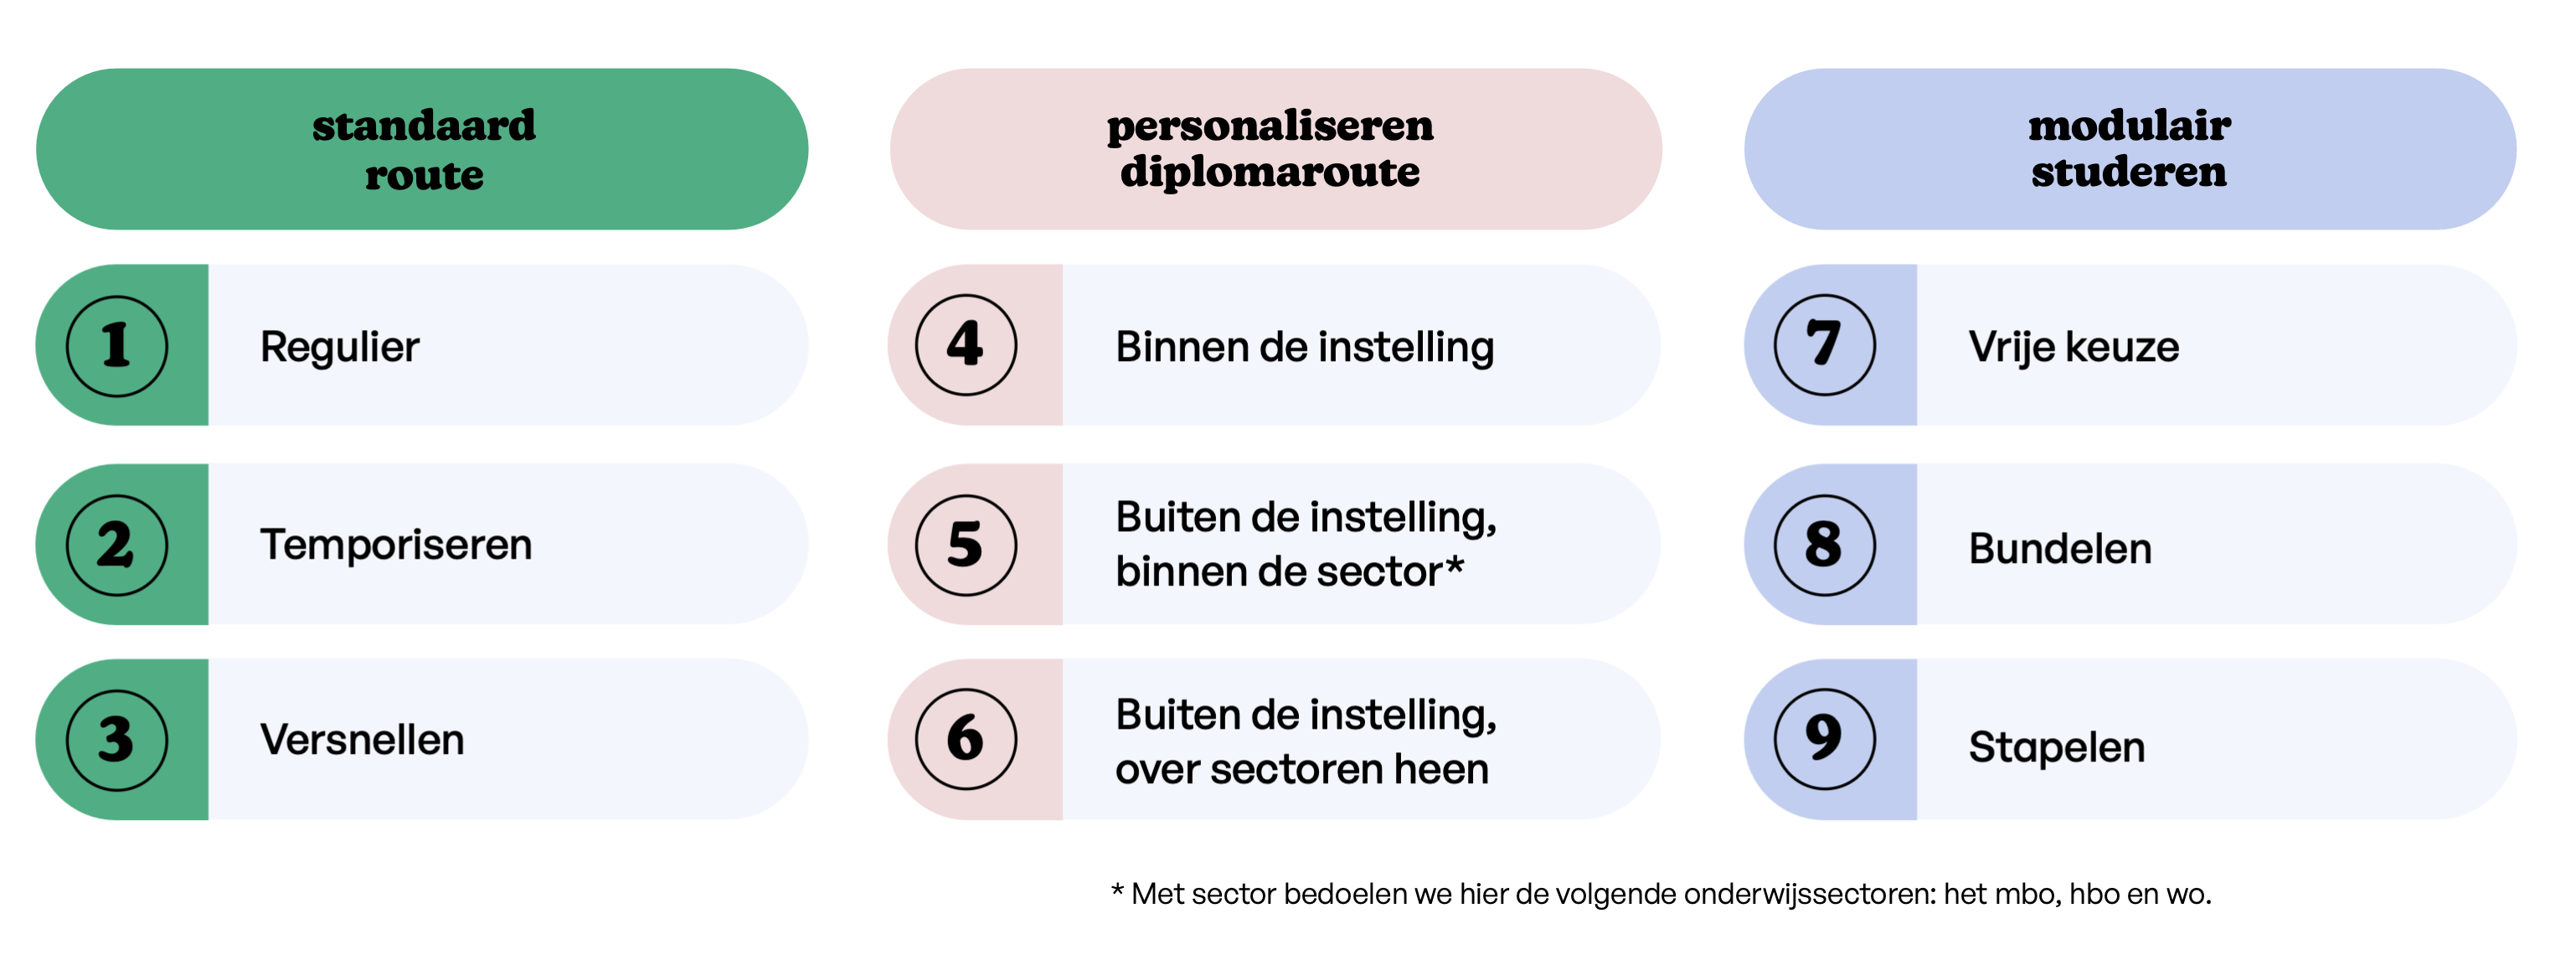 standaard
route
1
Regulier
2
Temporiseren
3
Versnellen
personaliseren
diplomaroute
4
Binnen de instelling
5
Buiten de instelling,
binnen de sector*
6
Buiten de instelling,
over sectoren heen
modulair
studeren
7
Vrije keuze
8
Bundelen
9
Stapelen
* Met sector bedoelen we hier de volgende onderwijssectoren: het mbo, hbo en wo.